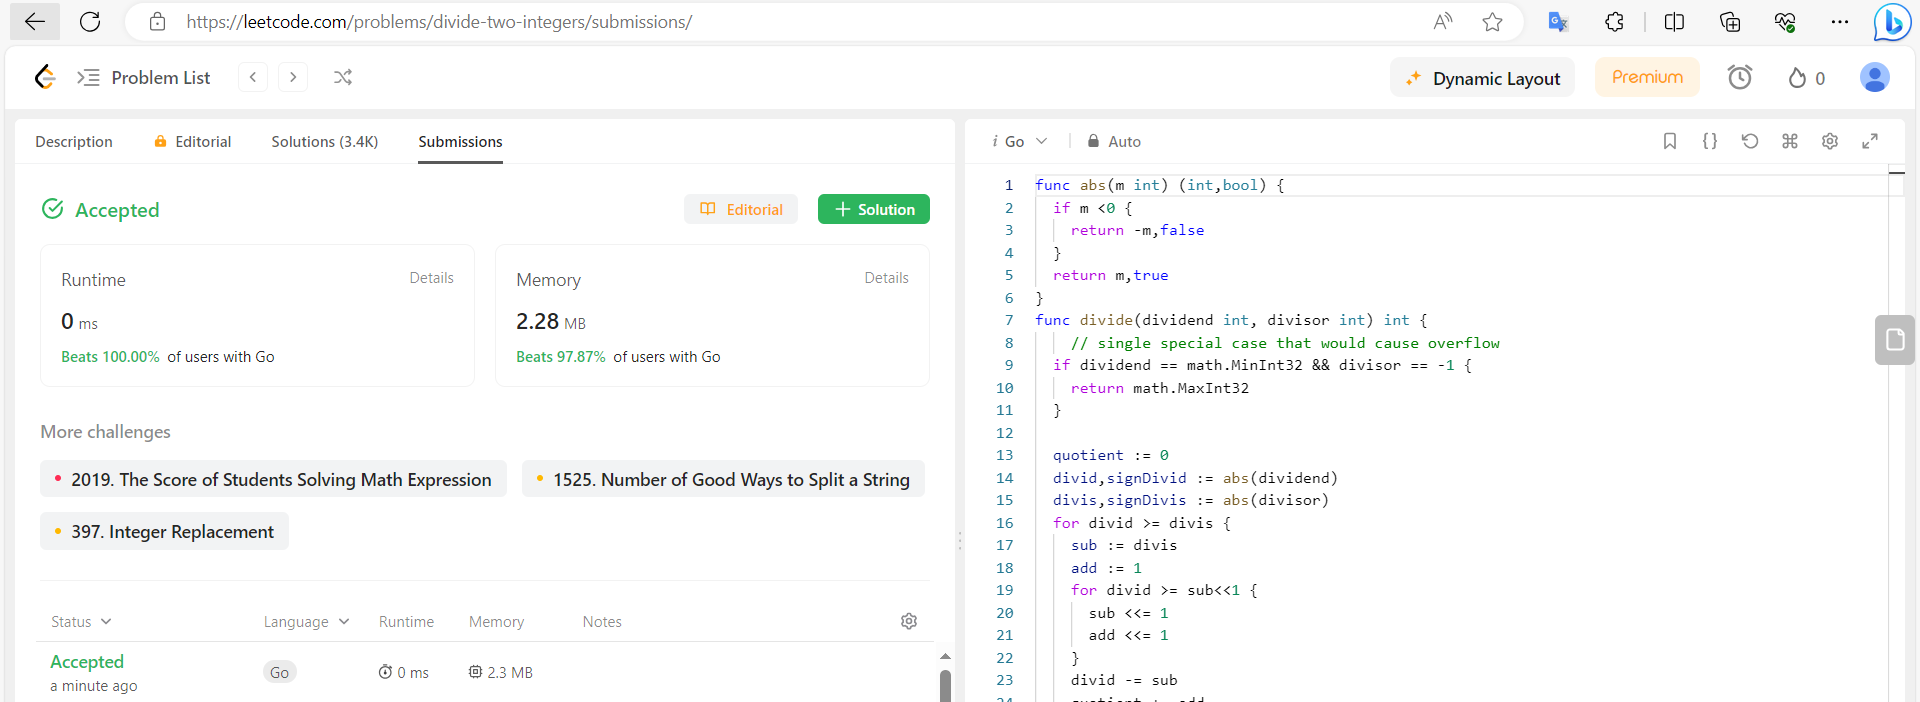 https://leetcode.com/problems/divide-two-integers/submissions/
Problem List
Dynamic Layout
Premium
0
Description
Editorial
Solutions (3.4K)
Submissions
Accepted
Editorial
+ Solution
Runtime
Details
0 ms
Beats 100.00% of users with Go
Memory
Details
2.28 MB
Beats 97.87% of users with Go
More challenges
2019. The Score of Students Solving Math Expression
1525. Number of Good Ways to Split a String
397. Integer Replacement
Status
Language
Runtime
Memory
Notes
Accepted
a minute ago
Go
0 ms
2.3 MB
i Go
Auto
1 func abs(m int) (int,bool) {
2 if m <0 {
3 return -m,false
4 }
5 return m,true
6 }
7 func divide(dividend int, divisor int) int {
8 // single special case that would cause overflow
9 if dividend == math.MinInt32 && divisor == -1 {
10 return math.MaxInt32
11 }
12
13 quotient := 0
14 divid,signDivid := abs(dividend)
15 divis,signDivis := abs(divisor)
16 for divid >= divis {
17 sub := divis
18 add := 1
19 for divid >= sub<<1 {
20 sub <<= 1
21 add <<= 1
22 }
23 divid -= sub